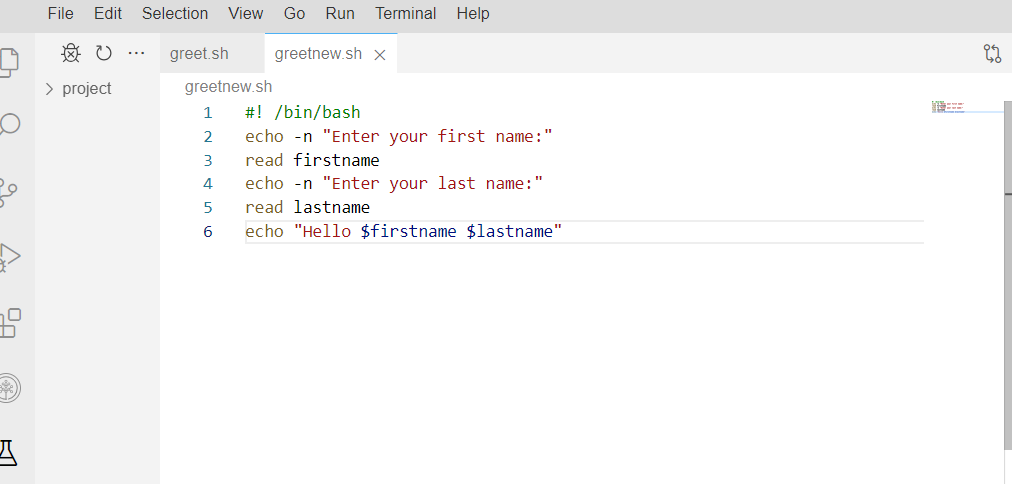 File Edit Selection View Go Run Terminal Help
greet.sh greetnew.sh
project
greetnew.sh
1 #! /bin/bash
2 echo -n "Enter your first name:"
3 read firstname
4 echo -n "Enter your last name:"
5 read lastname
6 echo "Hello $firstname $lastname"